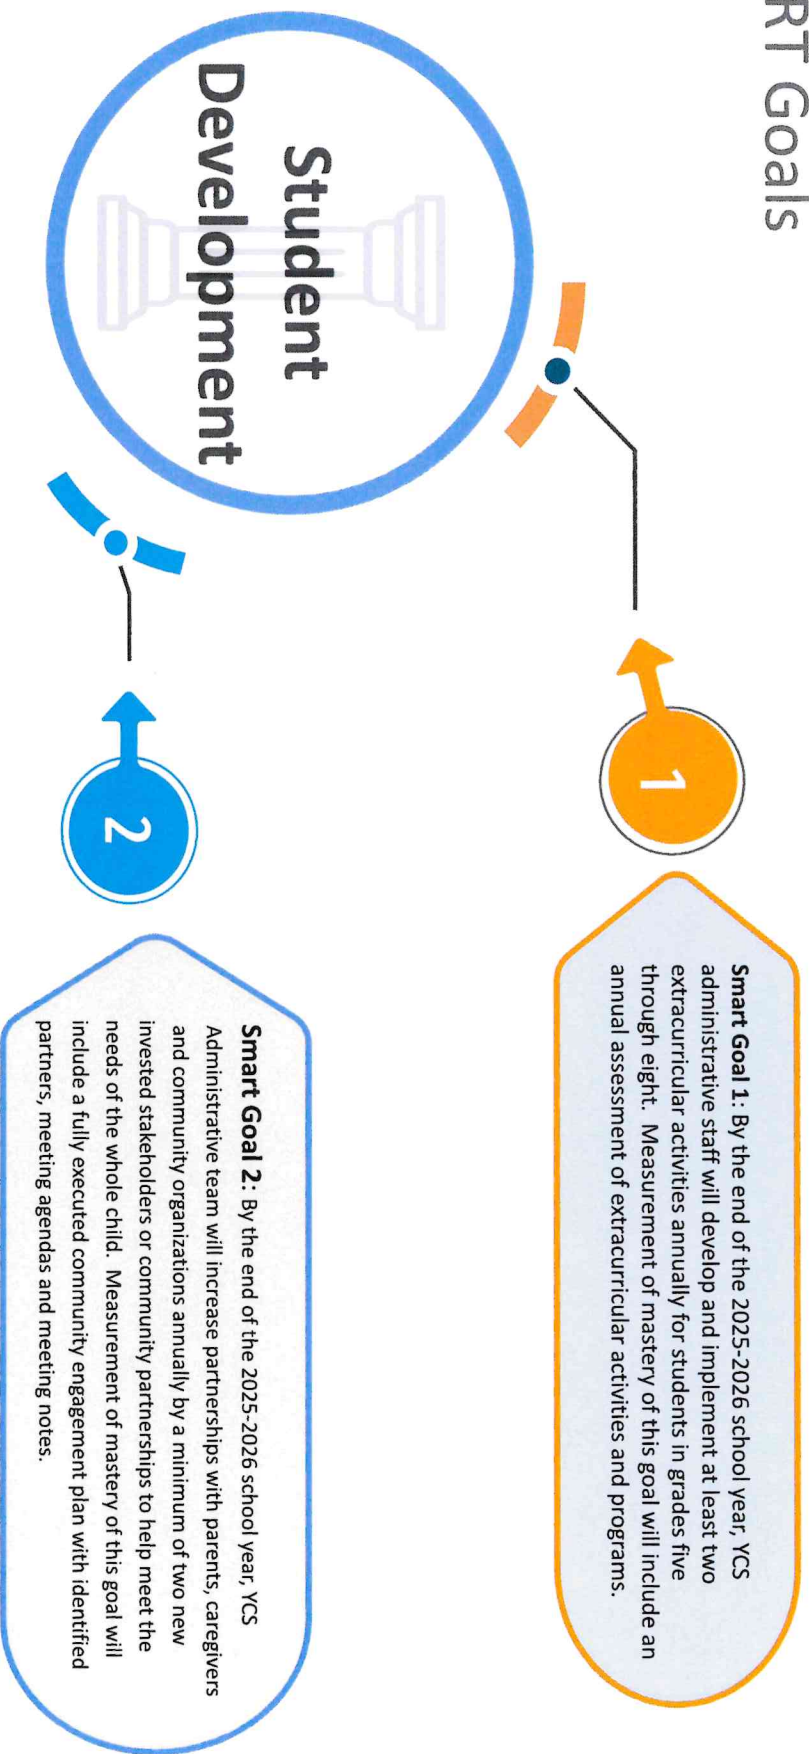 RT Goals
Student
Development
1
Smart Goal 1: By the end of the 2025-2026 school year, YCS
administrative staff will develop and implement at least two
extracurricular activities annually for students in grades five
through eight.  Measurement of mastery of this goal will include an
annual assessment of extracurricular activities and programs.
2
Smart Goal 2: By the end of the 2025-2026 school year, YCS
Administrative team will increase partnerships with parents, caregivers
and community organizations annually by a minimum of two new
invested stakeholders or community partnerships to help meet the
needs of the whole child.  Measurement of mastery of this goal will
include a fully executed community engagement plan with identified
partners, meeting agendas and meeting notes.